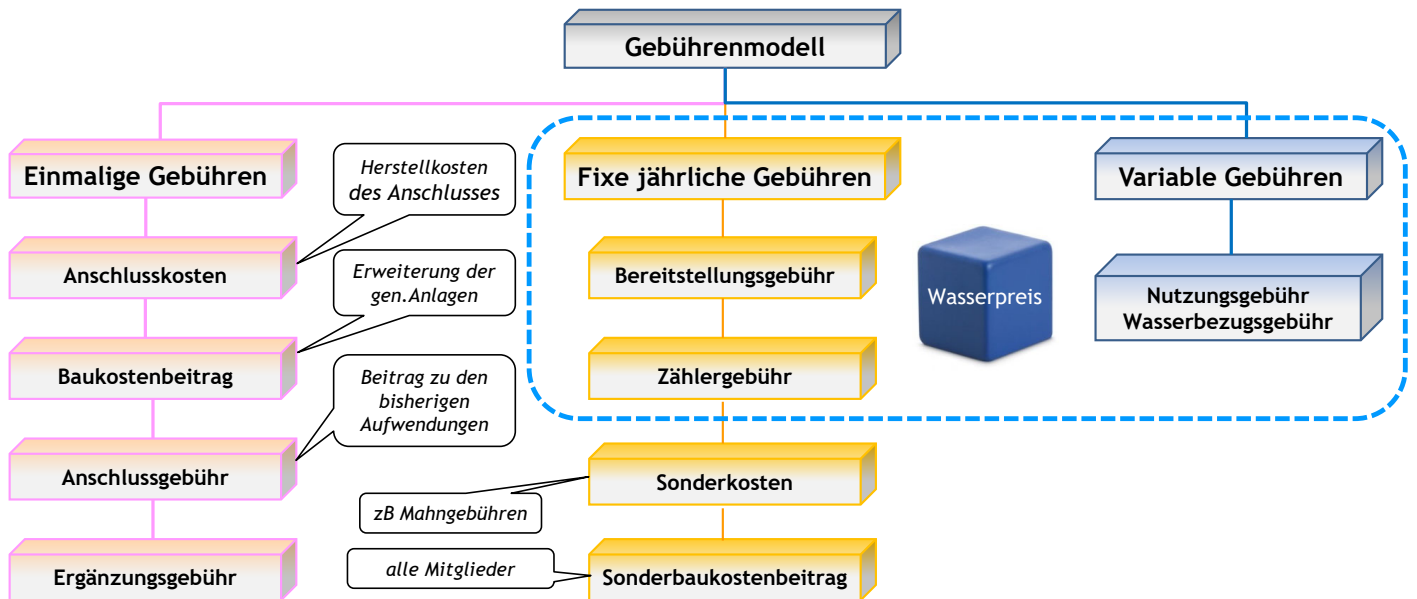 Gebührenmodell
Einmalige Gebühren
Herstellkosten
des Anschlusses
Anschlusskosten
Erweiterung der
gen.Anlagen
Baukostenbeitrag
Beitrag zu den
bisherigen
Aufwendungen
Anschlussgebühr
Ergänzungsgebühr
Fixe jährliche Gebühren
Bereitstellungsgebühr
Zählergebühr
Sonderkosten
zB Mahngebühren
Sonderbaukostenbeitrag
alle Mitglieder
Wasserpreis
Variable Gebühren
Nutzungsgebühr
Wasserbezugsgebühr